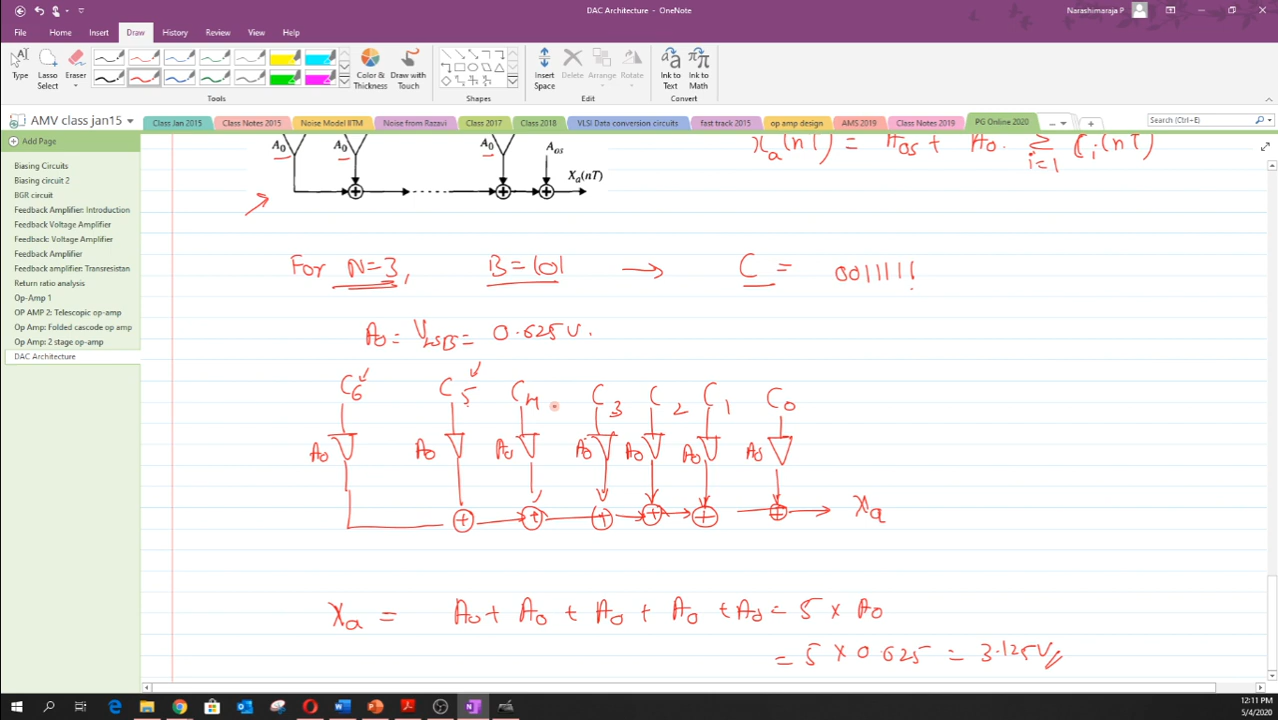 DAC Architecture - OneNote
Narashimaraja P
File Home Insert Draw History Review View Help
Type Lasso Select Eraser Color & Thickness Draw with Touch Insert Space Delete Arrange Rotate Ink to Text Ink to Math
Tools Shapes Edit Convert
AMV class jan15 Class Jan 2015 Class Notes 2015 Noise Model IITM Noise from Razavi Class 2017 Class 2018 VLSI Data conversion circuits fast track 2015 op amp design AMS 2019 Class Notes 2019 PG Online 2020 Search (Ctrl+E)
Add Page
Biasing Circuits
Biasing circuit 2
BGR circuit
Feedback Amplifier: Introduction
Feedback Voltage Amplifier
Feedback: Voltage Amplifier
Feedback Amplifier
Feedback amplifier: Transresistan
Return ratio analysis
Op-Amp 1
OP AMP 2: Telescopic op-amp
Op Amp: Folded cascode op amp
Op Amp: 2 stage op-amp
DAC Architecture
A0 A0 A0 Aos
Xa(nT)
Xa(nT) = Aos + A0. Σ i=1 Ci(nT)
For N=3, B=101 → C = 0011111
A0 = VLSB = 0.625V.
C6 C5 C4 C3 C2 C1 C0
A0 A0 A0 A0 A0 A0 A0
+ + + + + + Xa
Xa = A0 + A0 + A0 + A0 + A0 = 5 × A0
= 5 × 0.625 = 3.125V
12:11 PM
5/4/2020